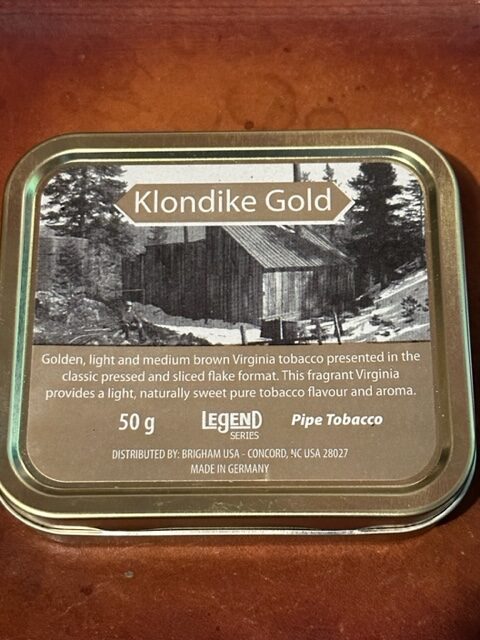 Klondike Gold
Golden, light and medium brown Virginia tobacco presented in the
classic pressed and sliced flake format. This fragrant Virginia
provides a light, naturally sweet pure tobacco flavour and aroma.
50 g LEGEND SERIES Pipe Tobacco
DISTRIBUTED BY: BRIGHAM USA - CONCORD, NC USA 28027
MADE IN GERMANY